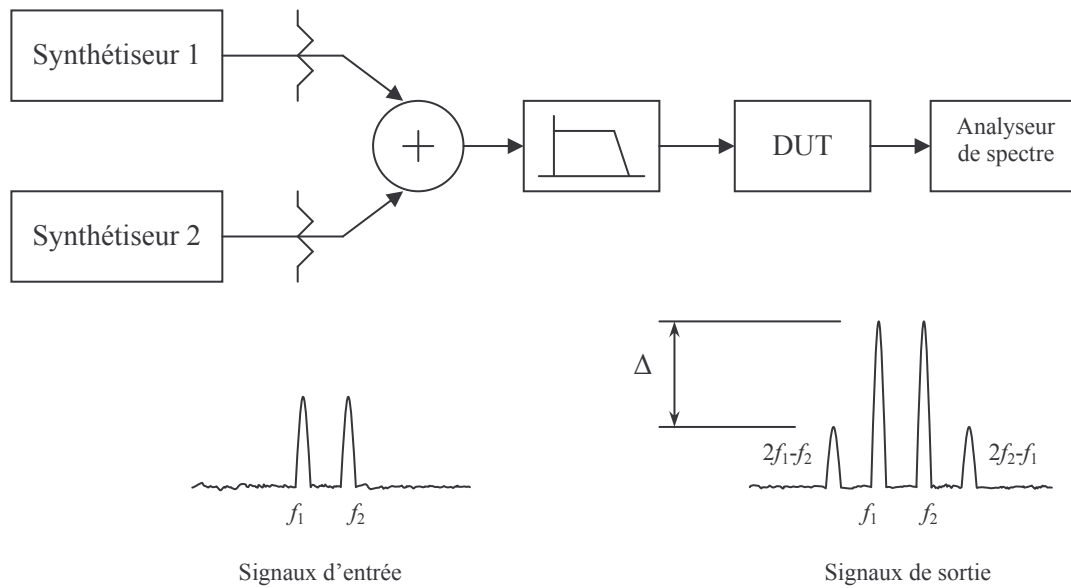 Synthétiseur 1
+
DUT
Analyseur
de spectre
Synthétiseur 2
Δ
2f₁-f₂
2f₂-f₁
f₁
f₂
f₁
f₂
Signaux d’entrée
Signaux de sortie